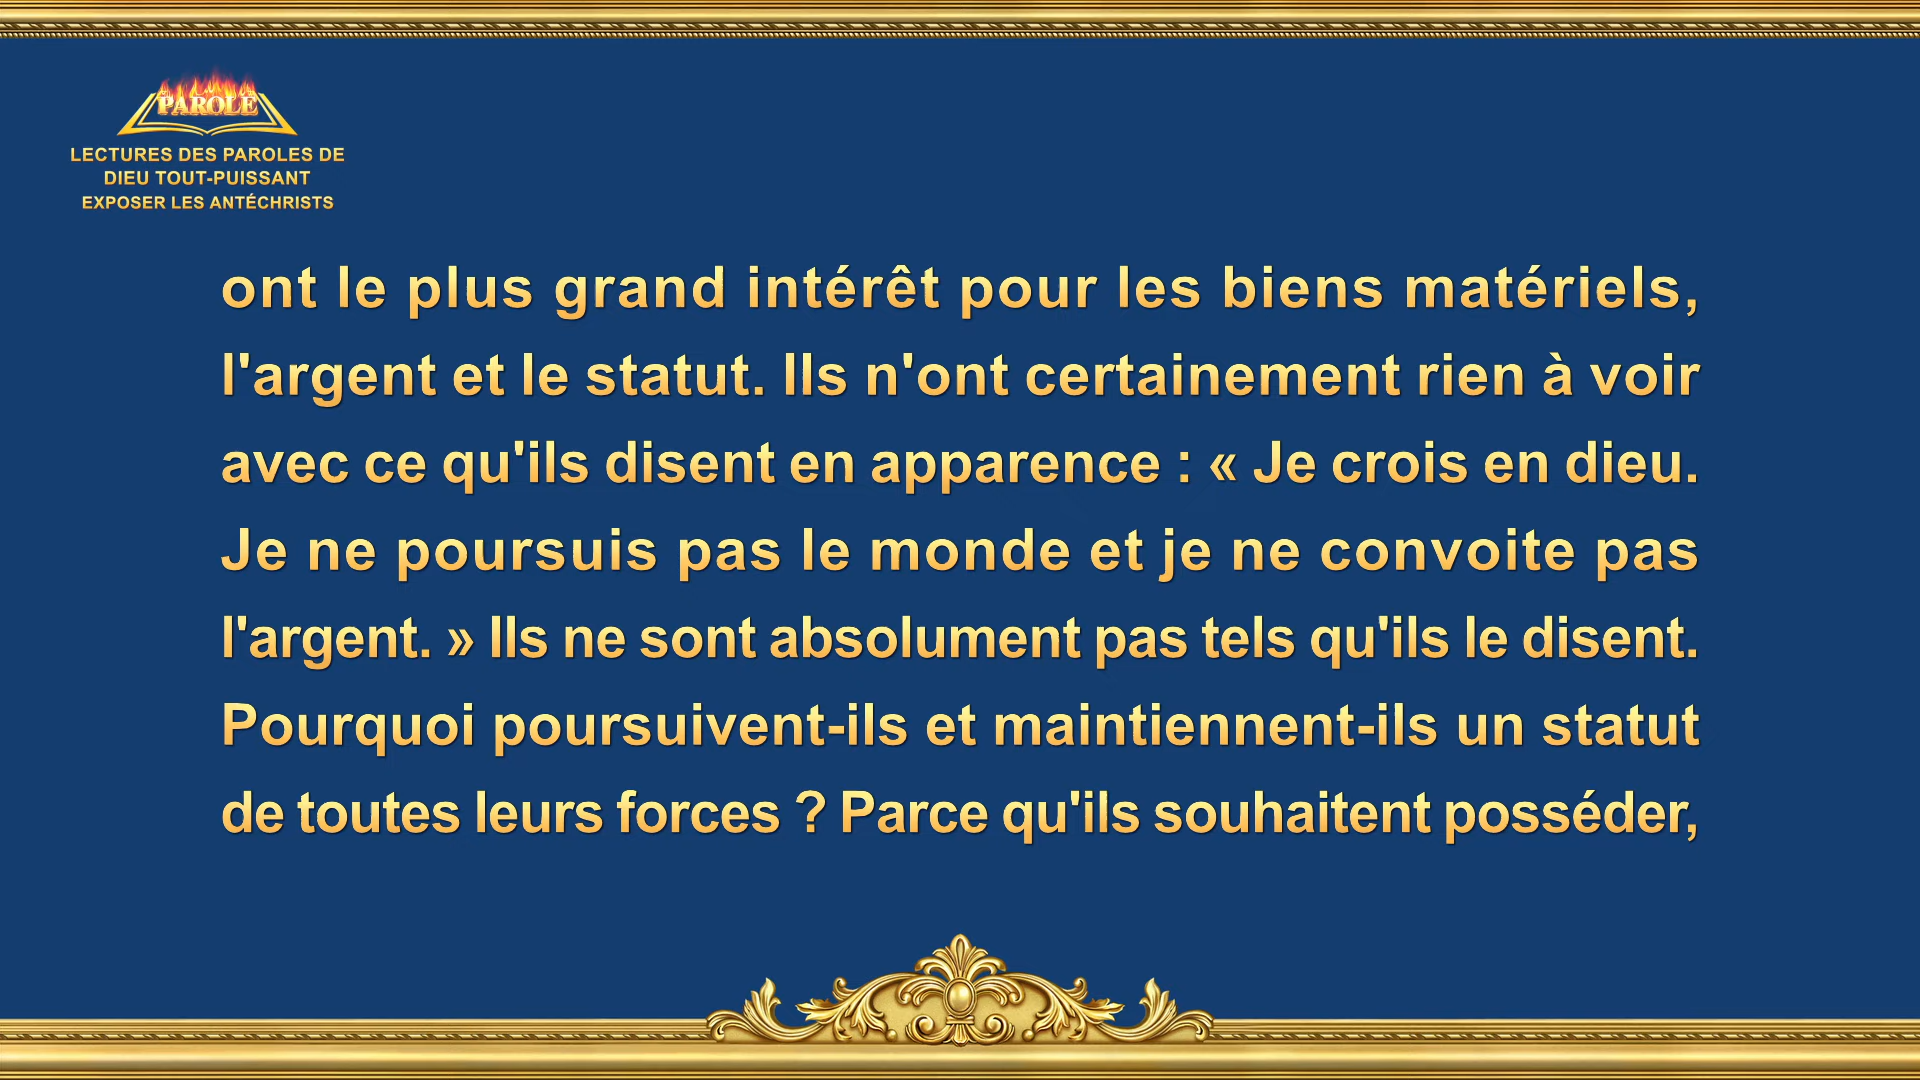 PAROLE
LECTURES DES PAROLES DE
DIEU TOUT-PUISSANT
EXPOSER LES ANTÉCHRISTS
ont le plus grand intérêt pour les biens matériels,
l'argent et le statut. Ils n'ont certainement rien à voir
avec ce qu'ils disent en apparence : « Je crois en dieu.
Je ne poursuis pas le monde et je ne convoite pas
l'argent. » Ils ne sont absolument pas tels qu'ils le disent.
Pourquoi poursuivent-ils et maintiennent-ils un statut
de toutes leurs forces ? Parce qu'ils souhaitent posséder,